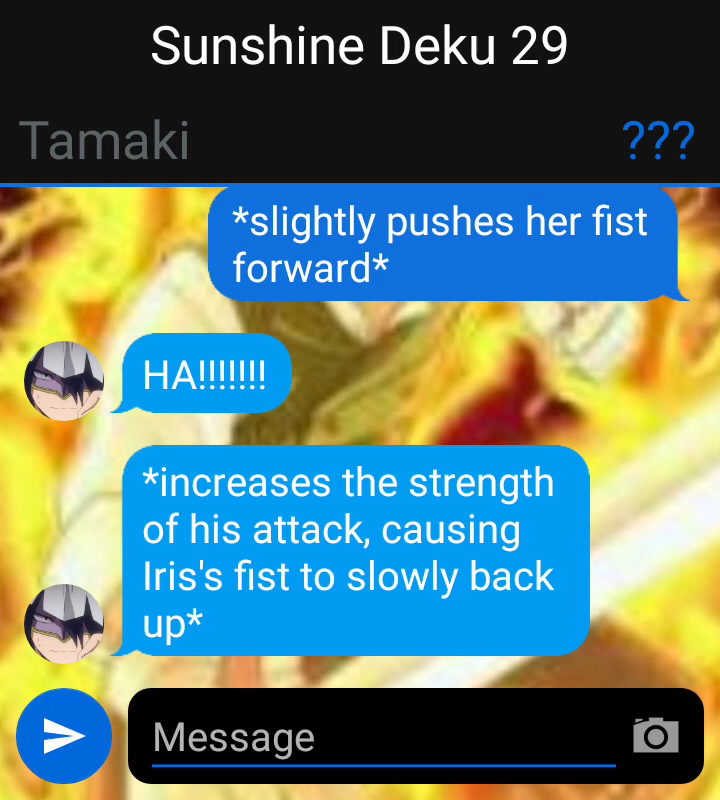 Sunshine Deku 29
Tamaki ???
*slightly pushes her fist
forward*
HA!!!!!!!
*increases the strength
of his attack, causing
Iris's fist to slowly back
up*
Message